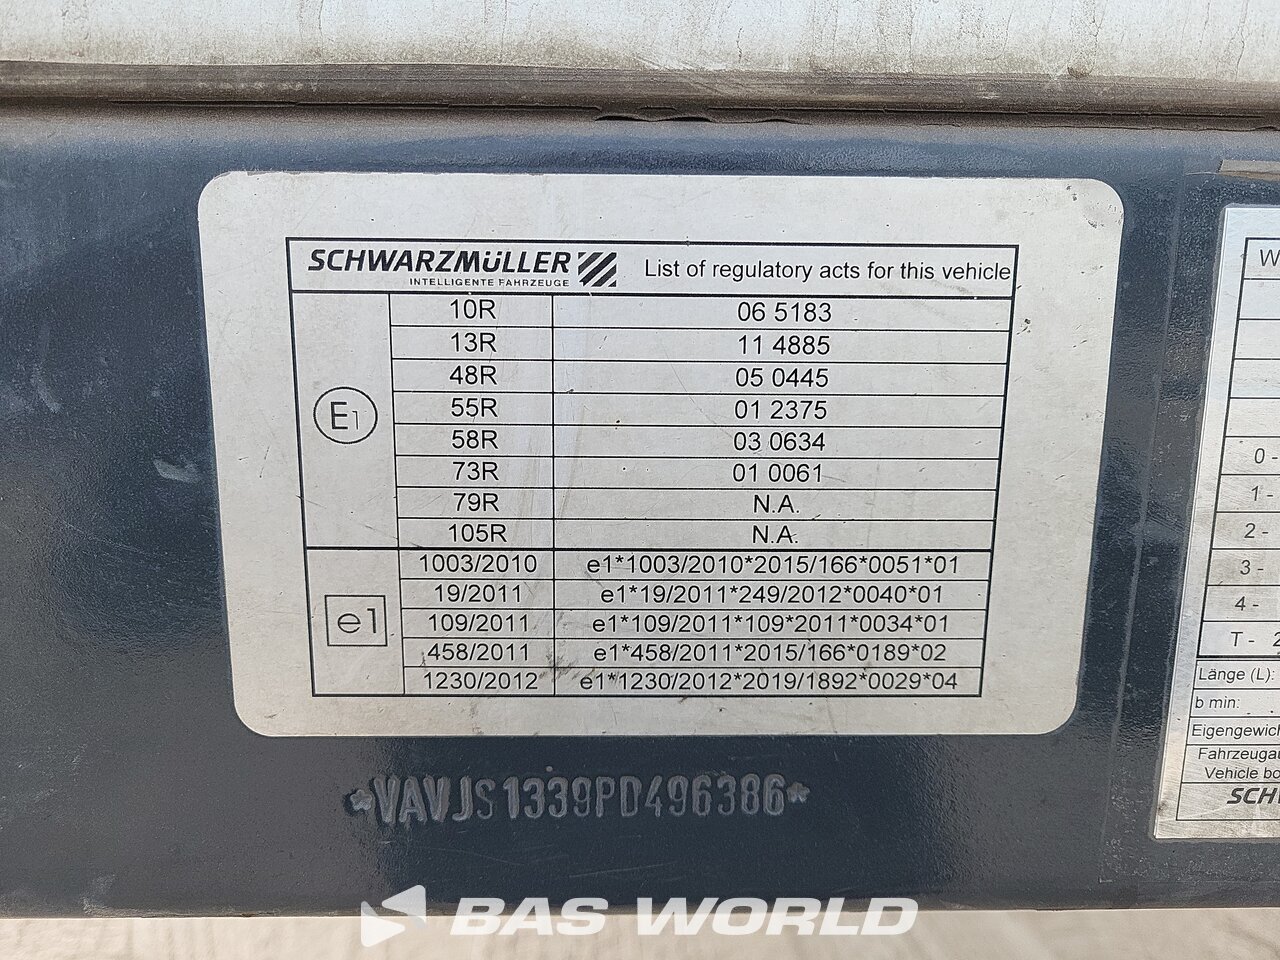 SCHWARZMÜLLER
INTELLIGENTE FAHRZEUGE
List of regulatory acts for this vehicle
E1
10R 06 5183
13R 11 4885
48R 05 0445
55R 01 2375
58R 03 0634
73R 01 0061
79R N.A.
105R N.A.
e1
1003/2010 e1*1003/2010*2015/166*0051*01
19/2011 e1*19/2011*249/2012*0040*01
109/2011 e1*109/2011*109*2011*0034*01
458/2011 e1*458/2011*2015/166*0189*02
1230/2012 e1*1230/2012*2019/1892*0029*04
*VAVJS1339PD496386*
W
0 -
1 -
2 -
3 -
4 -
T - 2
Länge (L):
b min:
Eigengewich
Fahrzeugau
Vehicle bo
SCH
BAS WORLD